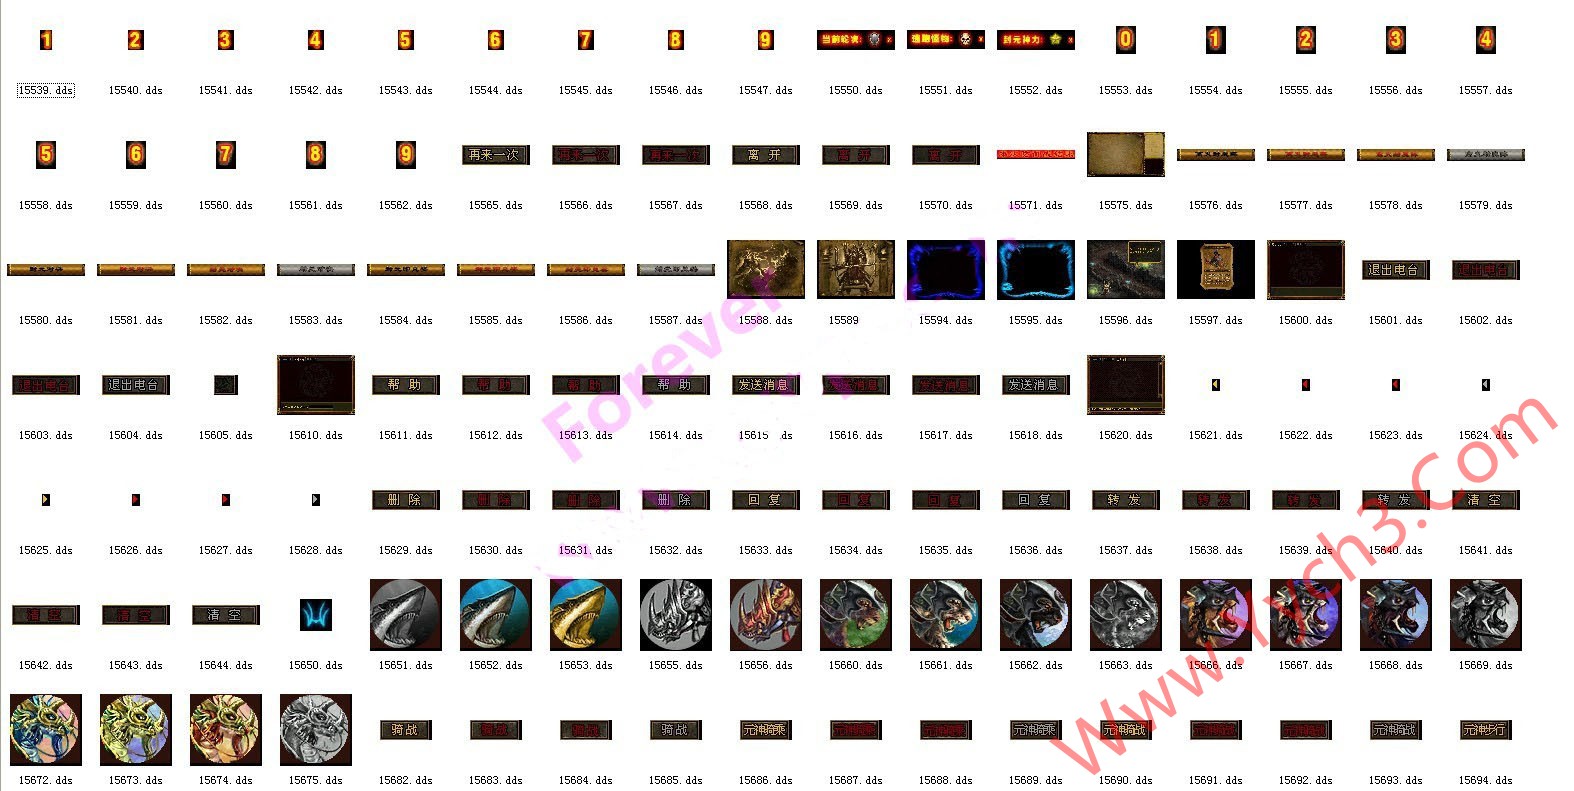 1 2 3 4 5 6 7 8 9 当前轮演: 遭遇怪物: 封元神力: 0 1 2 3 4
15539.dds 15540.dds 15541.dds 15542.dds 15543.dds 15544.dds 15545.dds 15546.dds 15547.dds 15550.dds 15551.dds 15552.dds 15553.dds 15554.dds 15555.dds 15556.dds 15557.dds
5 6 7 8 9 再来一次 再来一次 再来一次 离开 离开 离开
15558.dds 15559.dds 15560.dds 15561.dds 15562.dds 15565.dds 15566.dds 15567.dds 15568.dds 15569.dds 15570.dds 15571.dds 15575.dds 15576.dds 15577.dds 15578.dds 15579.dds
退出电台 退出电台
15580.dds 15581.dds 15582.dds 15583.dds 15584.dds 15585.dds 15586.dds 15587.dds 15588.dds 15589 15594.dds 15595.dds 15596.dds 15597.dds 15600.dds 15601.dds 15602.dds
退出电台 退出电台 帮助 帮助 帮助 帮助 发送消息 发送消息 发送消息 发送消息
15603.dds 15604.dds 15605.dds 15610.dds 15611.dds 15612.dds 15613.dds 15614.dds 15615 dds 15616.dds 15617.dds 15618.dds 15620.dds 15621.dds 15622.dds 15623.dds 15624.dds
删除 删除 删除 删除 回复 回复 回复 回复 转发 转发 转发 转发 清空
15625.dds 15626.dds 15627.dds 15628.dds 15629.dds 15630.dds 15631.dds 15632.dds 15633.dds 15634.dds 15635.dds 15636.dds 15637.dds 15638.dds 15639.dds 15640.dds 15641.dds
清空 清空 清空
15642.dds 15643.dds 15644.dds 15650.dds 15651.dds 15652.dds 15653.dds 15655.dds 15656.dds 15660.dds 15661.dds 15662.dds 15663.dds 15666.dds 15667.dds 15668.dds 15669.dds
骑战 骑战 骑战 骑战 元神骑乘 元神骑乘 元神骑乘 元神骑乘 元神骑战 元神骑战 元神骑战 元神骑战 元神步行
15672.dds 15673.dds 15674.dds 15675.dds 15682.dds 15683.dds 15684.dds 15685.dds 15686.dds 15687.dds 15688.dds 15689.dds 15690.dds 15691.dds 15692.dds 15693.dds 15694.dds
Forever
Www.Yych3.Com